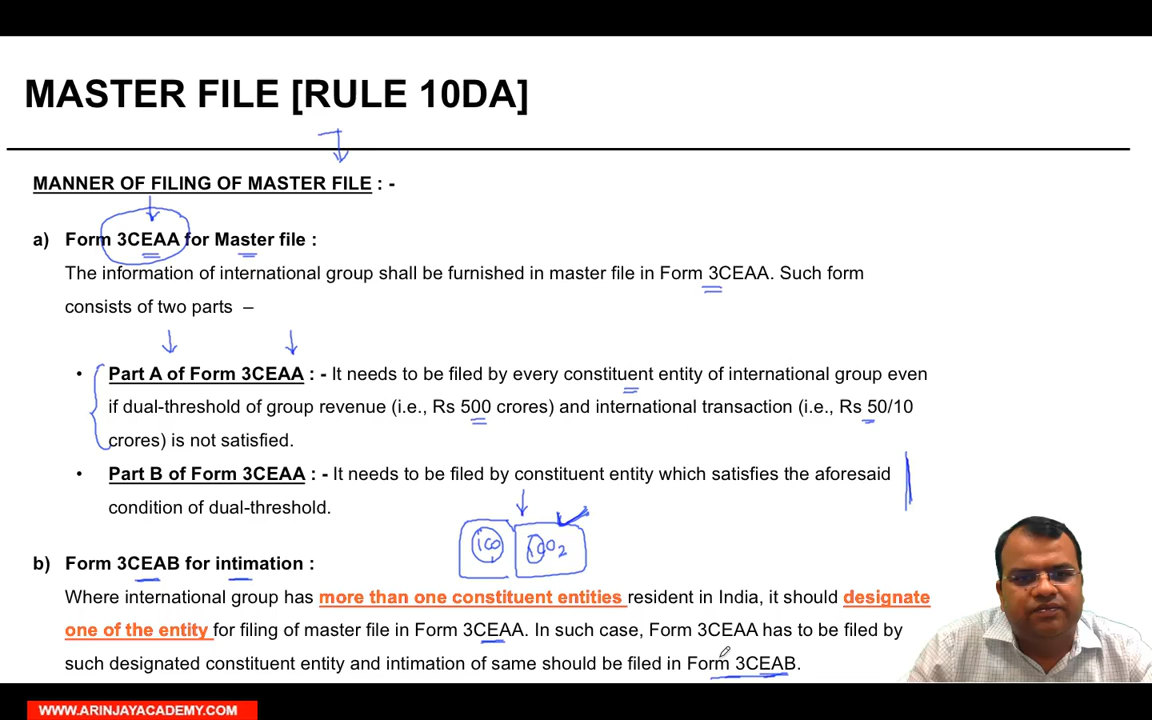 MASTER FILE [RULE 10DA]
MANNER OF FILING OF MASTER FILE : -
a) Form 3CEAA for Master file :
The information of international group shall be furnished in master file in Form 3CEAA. Such form
consists of two parts –
• Part A of Form 3CEAA : - It needs to be filed by every constituent entity of international group even
if dual-threshold of group revenue (i.e., Rs 500 crores) and international transaction (i.e., Rs 50/10
crores) is not satisfied.
• Part B of Form 3CEAA : - It needs to be filed by constituent entity which satisfies the aforesaid
condition of dual-threshold.
ico
b) Form 3CEAB for intimation :
Where international group has more than one constituent entities resident in India, it should designate
one of the entity for filing of master file in Form 3CEAA. In such case, Form 3CEAA has to be filed by
such designated constituent entity and intimation of same should be filed in Form 3CEAB.
WWW.ARINJAYACADEMY.COM